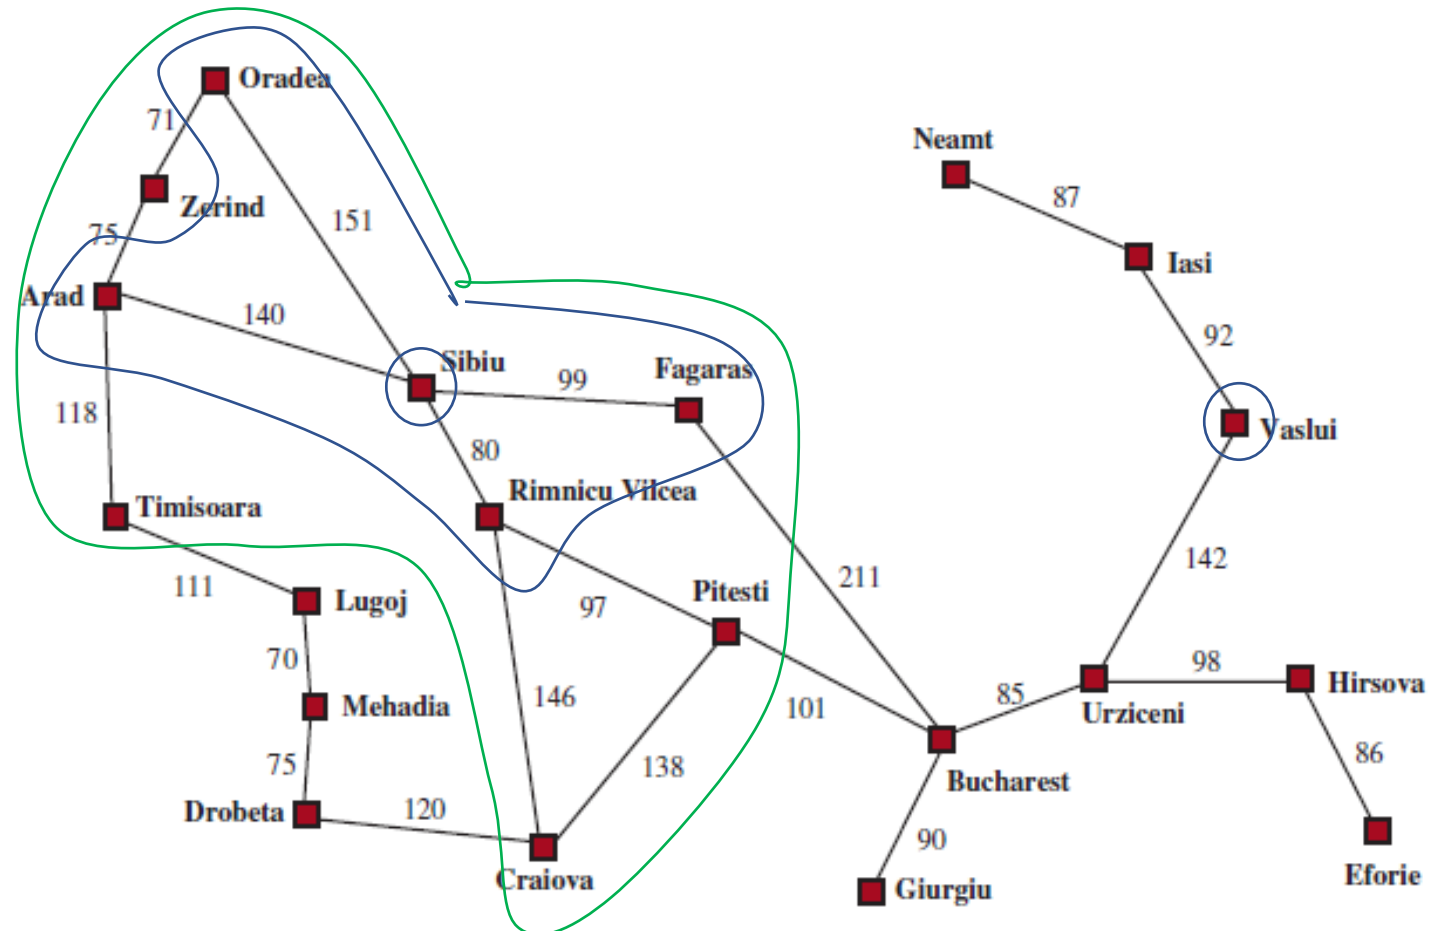 Oradea
71
Neamt
Zerind
87
151
75
Iasi
Arad
140
92
Sibiu
Fagaras
99
118
Vaslui
80
Rimnicu Vilcea
Timisoara
142
211
111
Pitesti
97
Lugoj
70
98
Hirsova
146
85
Mehadia
101
Urziceni
86
75
138
Bucharest
Drobeta
120
90
Craiova
Giurgiu
Eforie